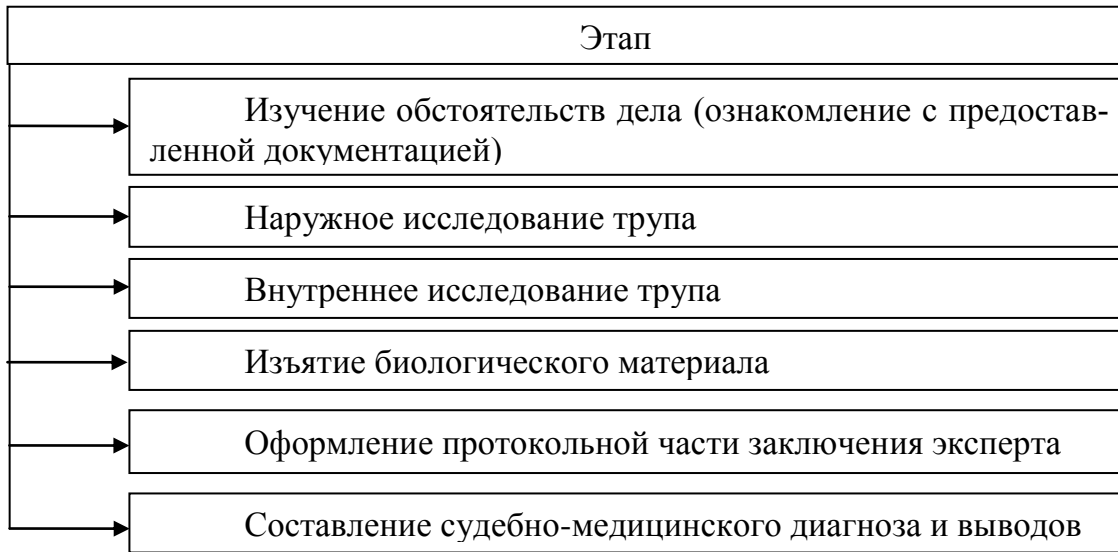 Этап
Изучение обстоятельств дела (ознакомление с предостав-
ленной документацией)
Наружное исследование трупа
Внутреннее исследование трупа
Изъятие биологического материала
Оформление протокольной части заключения эксперта
Составление судебно-медицинского диагноза и выводов